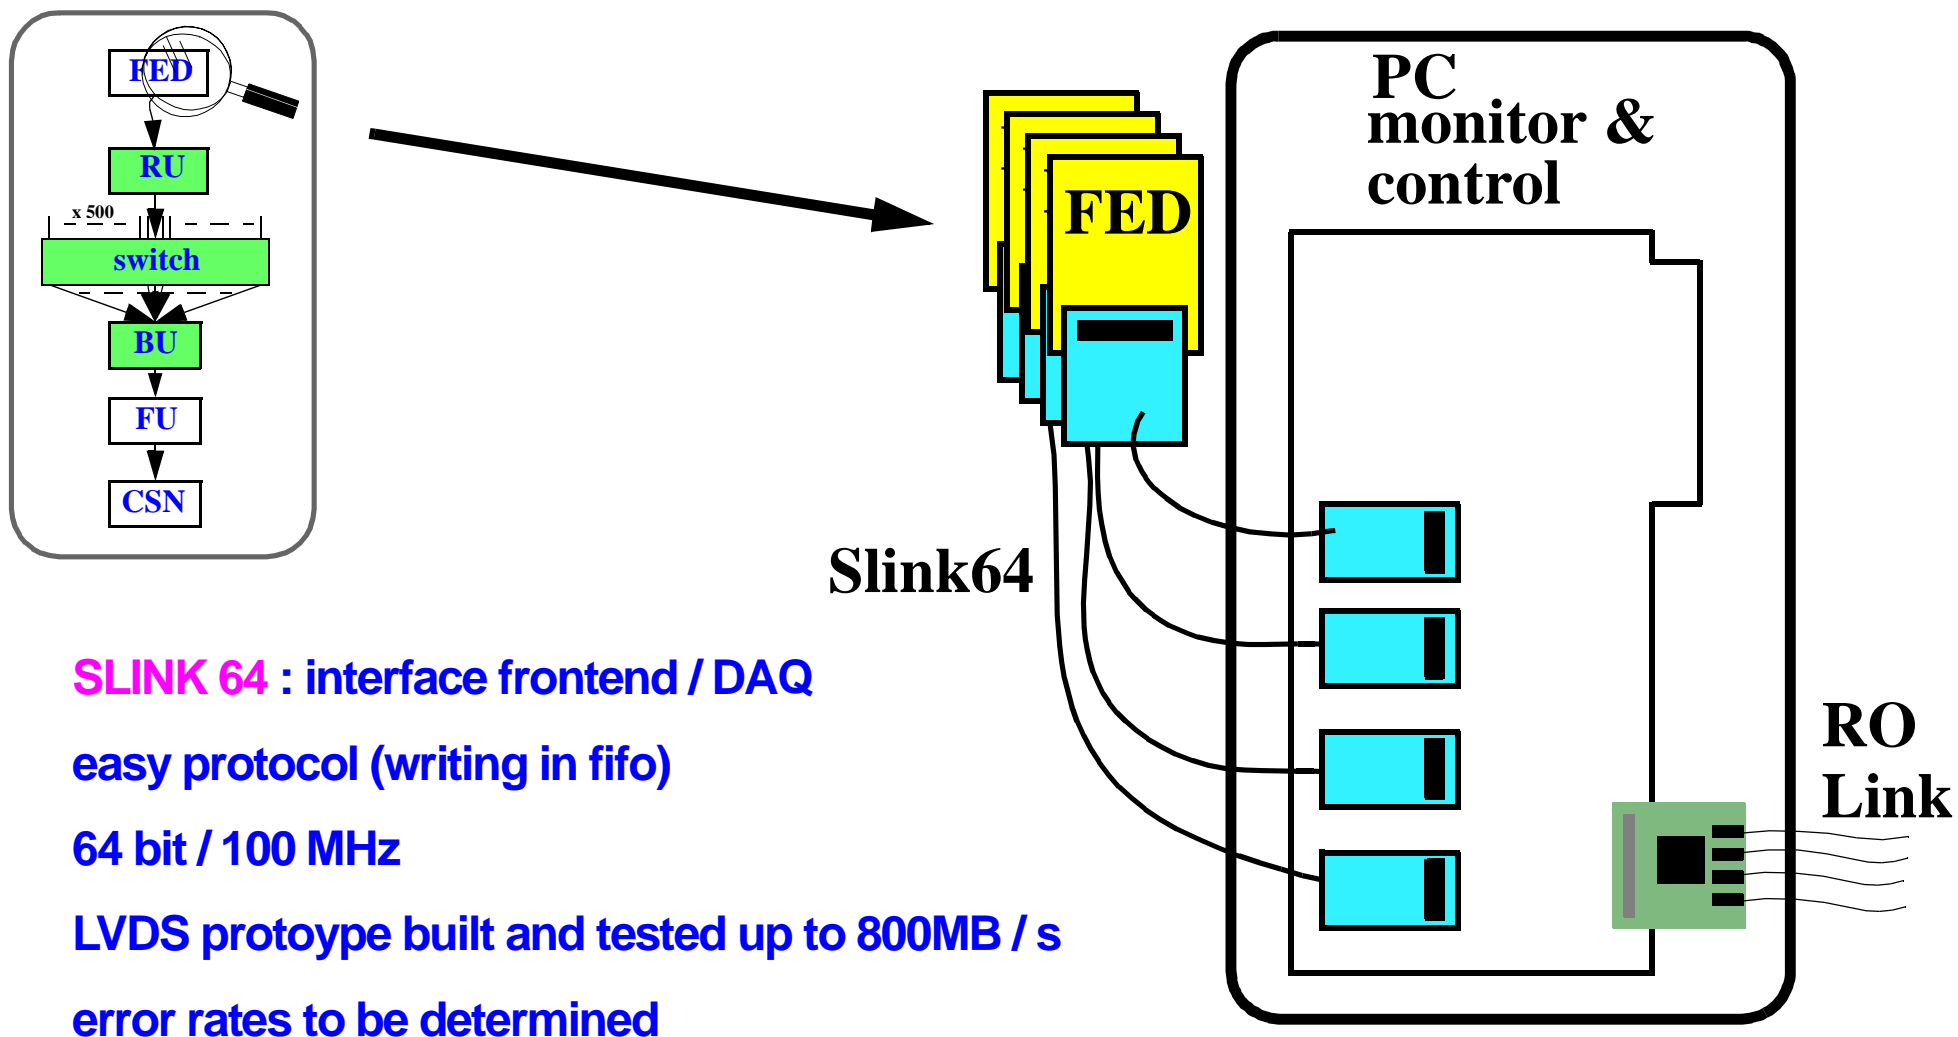 FED
RU
x 500
switch
BU
FU
CSN
PC
monitor &
control
FED
Slink64
RO
Link
SLINK 64 : interface frontend / DAQ
easy protocol (writing in fifo)
64 bit / 100 MHz
LVDS protoype built and tested up to 800MB / s
error rates to be determined